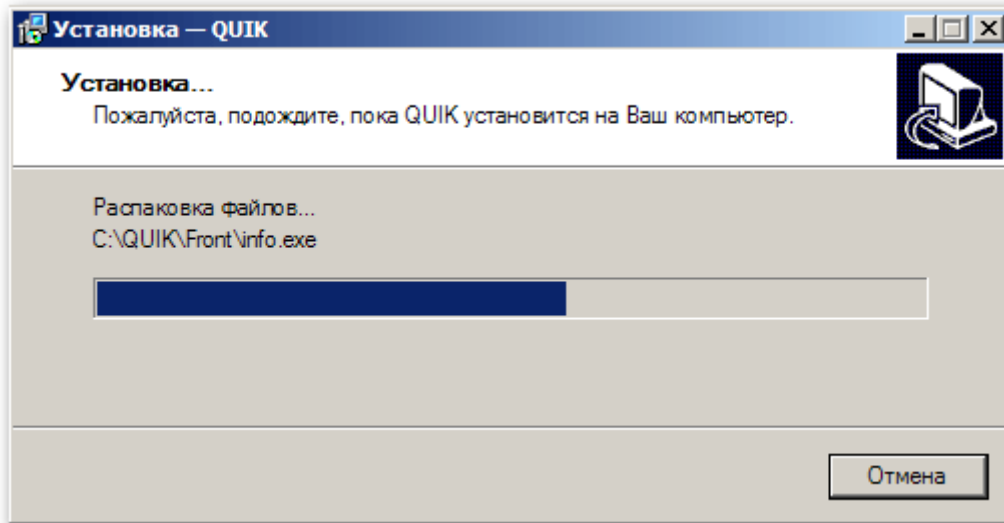 Установка — QUIK
Установка...
Пожалуйста, подождите, пока QUIK установится на Ваш компьютер.
Распаковка файлов...
C:\QUIK\Front\info.exe
Отмена